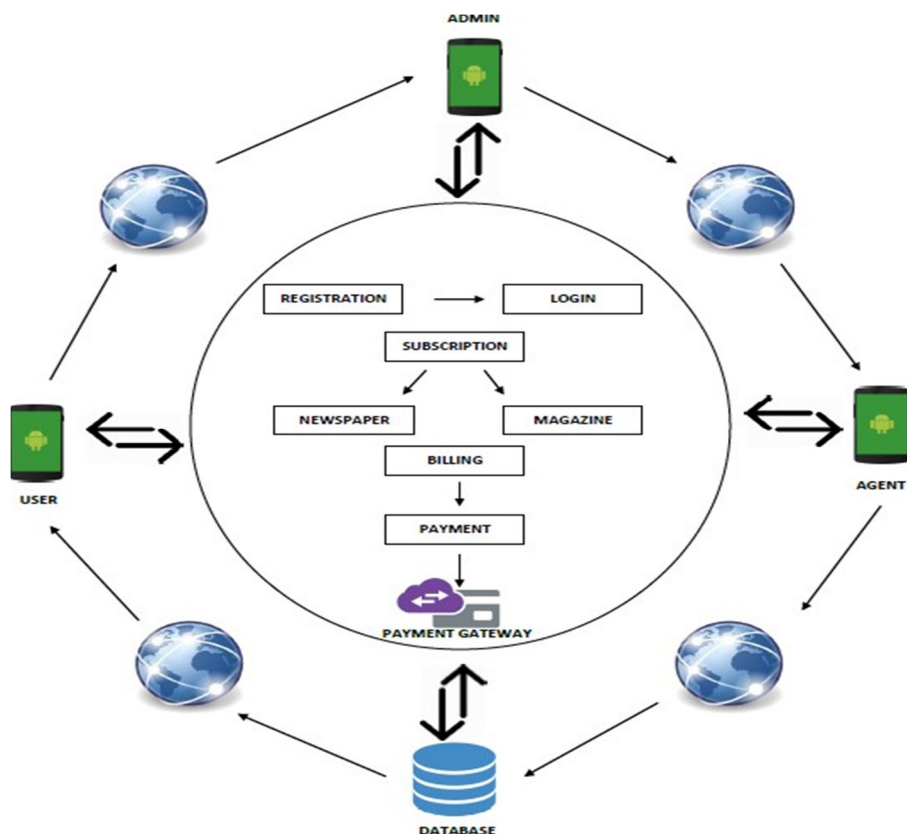 ADMIN
REGISTRATION
LOGIN
SUBSCRIPTION
NEWSPAPER
MAGAZINE
BILLING
USER
AGENT
PAYMENT
PAYMENT GATEWAY
DATABASE